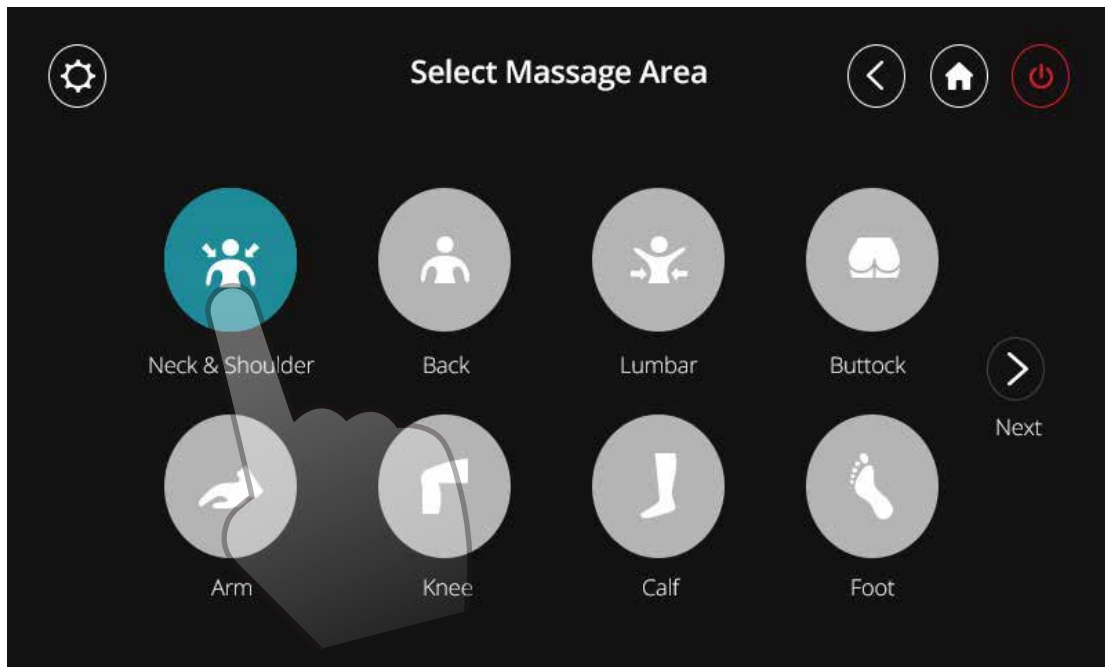 Select Massage Area
Neck & Shoulder
Back
Lumbar
Buttock
Next
Arm
Knee
Calf
Foot